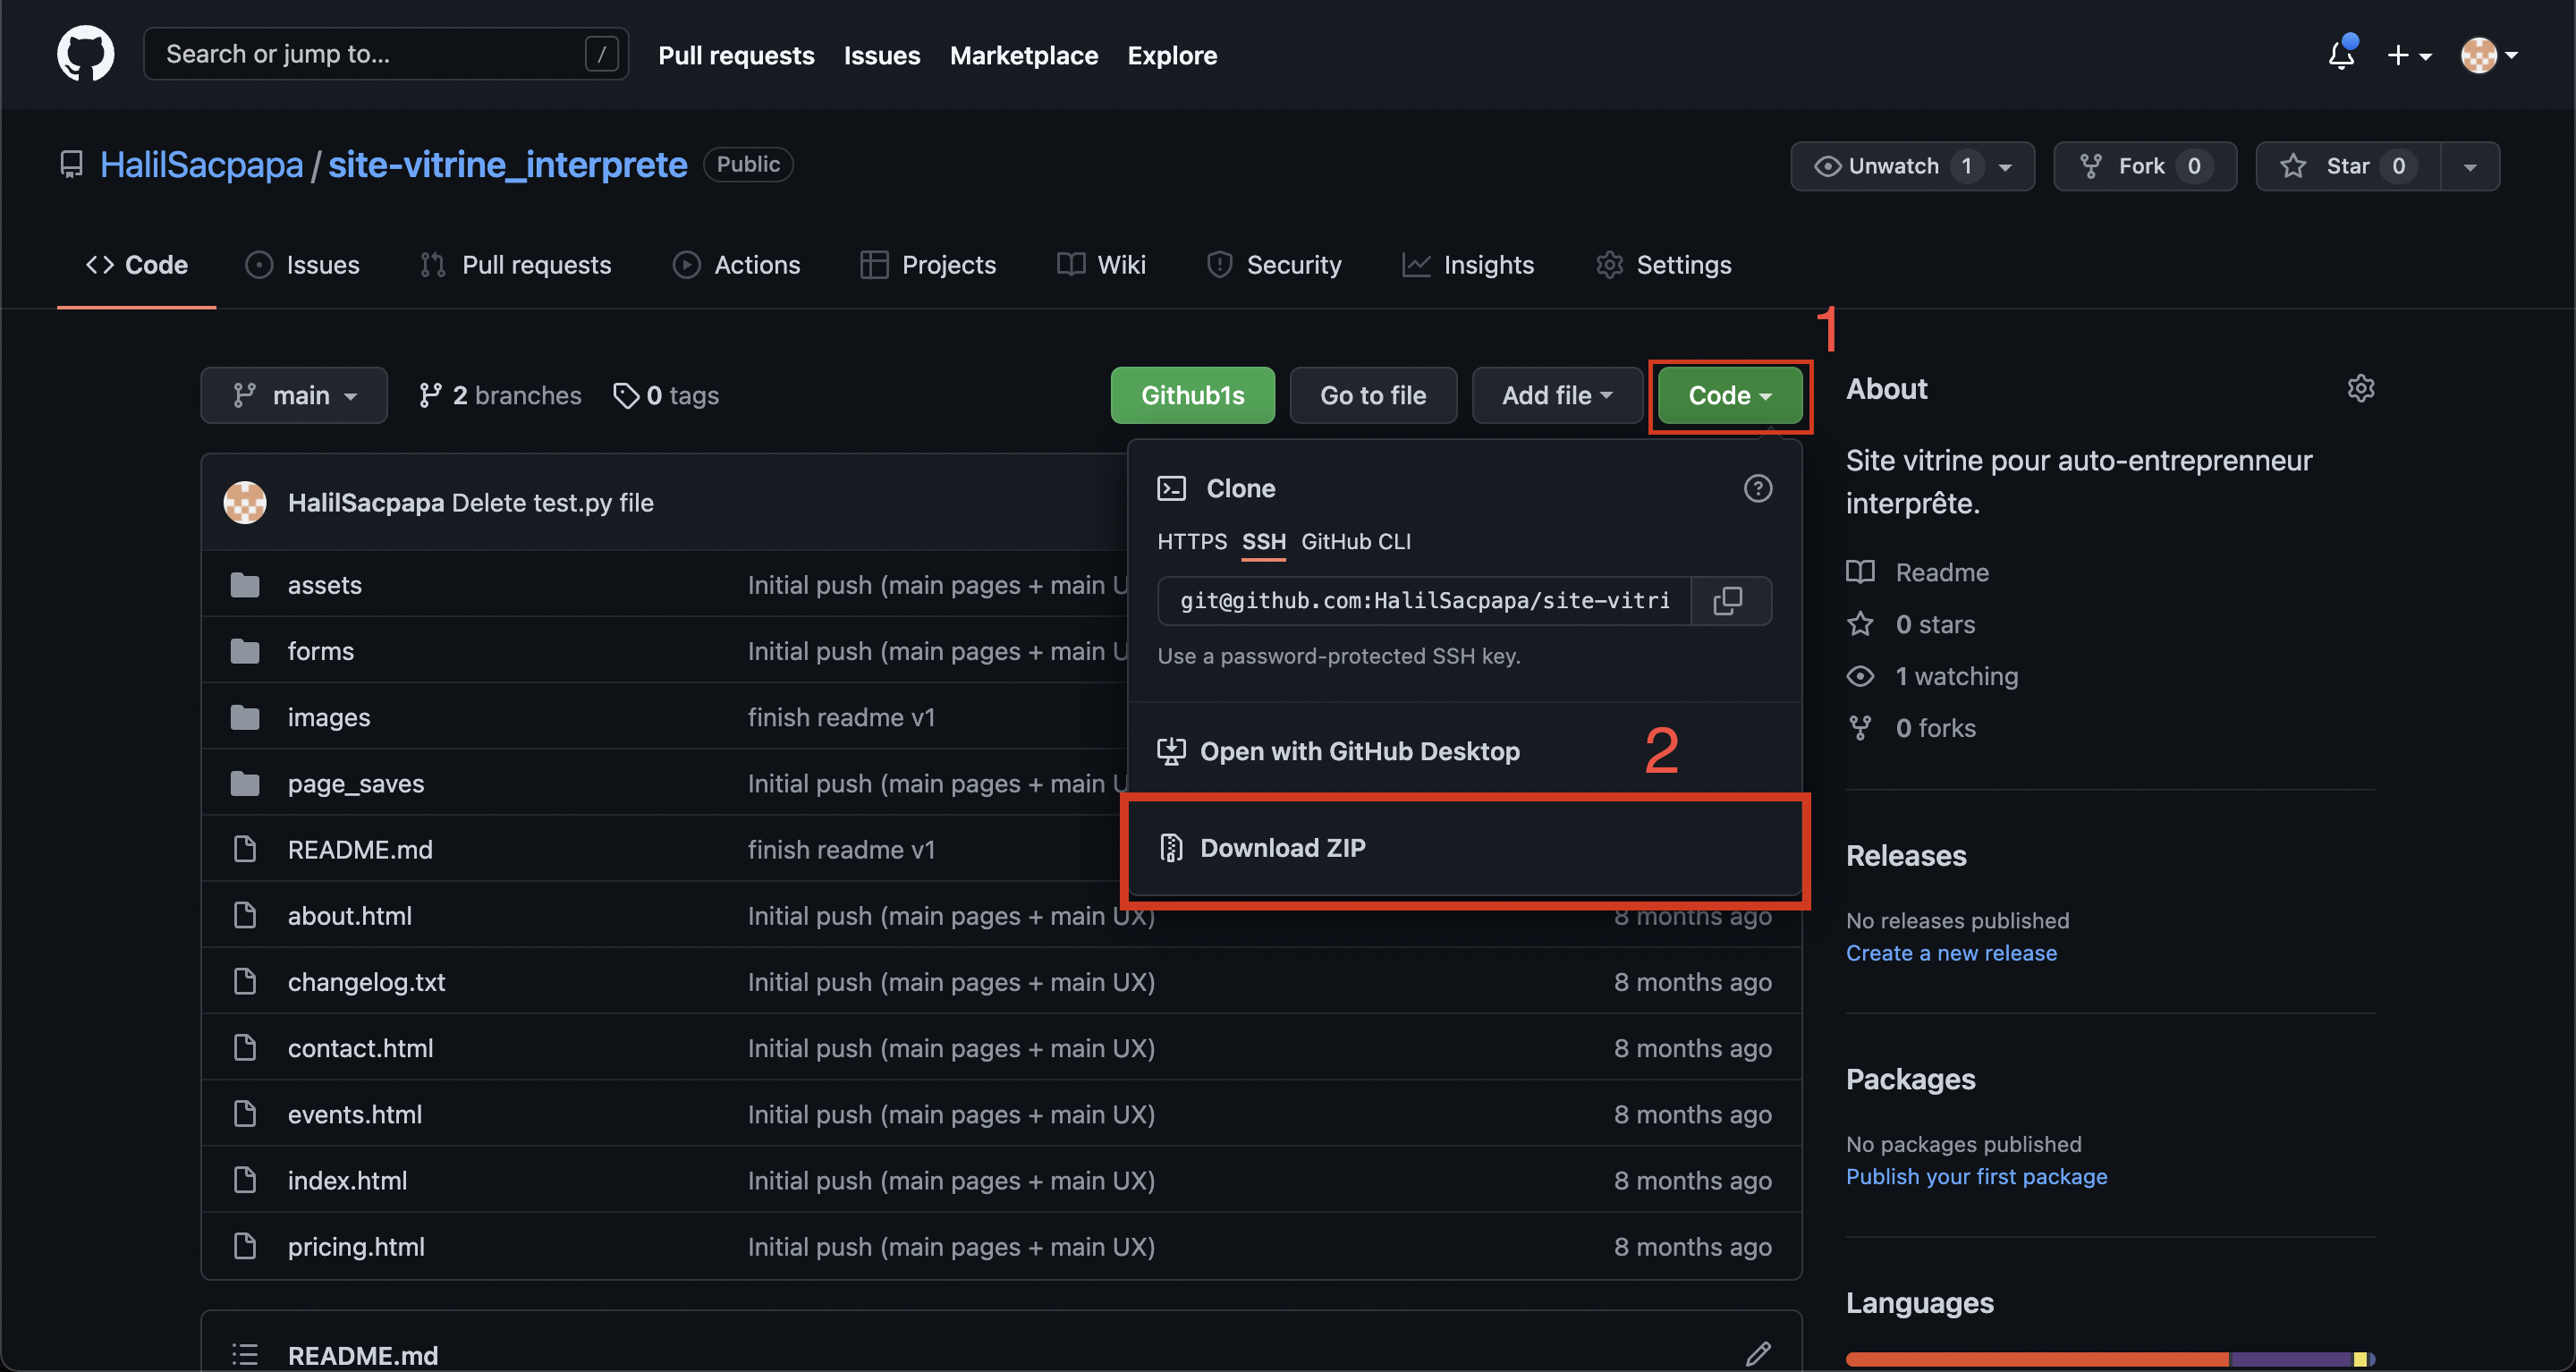 Search or jump to... /
Pull requests Issues Marketplace Explore
HalilSacpapa / site-vitrine_interprete Public
Unwatch 1 Fork 0 Star 0
Code Issues Pull requests Actions Projects Wiki Security Insights Settings
1
main 2 branches 0 tags
Github1s Go to file Add file Code
HalilSacpapa Delete test.py file
assets Initial push (main pages + main U
forms Initial push (main pages + main U
images finish readme v1
page_saves Initial push (main pages + main U
README.md finish readme v1
about.html Initial push (main pages + main UX) 8 months ago
changelog.txt Initial push (main pages + main UX) 8 months ago
contact.html Initial push (main pages + main UX) 8 months ago
events.html Initial push (main pages + main UX) 8 months ago
index.html Initial push (main pages + main UX) 8 months ago
pricing.html Initial push (main pages + main UX) 8 months ago
README.md
Clone
HTTPS SSH GitHub CLI
git@github.com:HalilSacpapa/site-vitri
Use a password-protected SSH key.
Open with GitHub Desktop
2
Download ZIP
About
Site vitrine pour auto-entreprenneur
interprête.
Readme
0 stars
1 watching
0 forks
Releases
No releases published
Create a new release
Packages
No packages published
Publish your first package
Languages